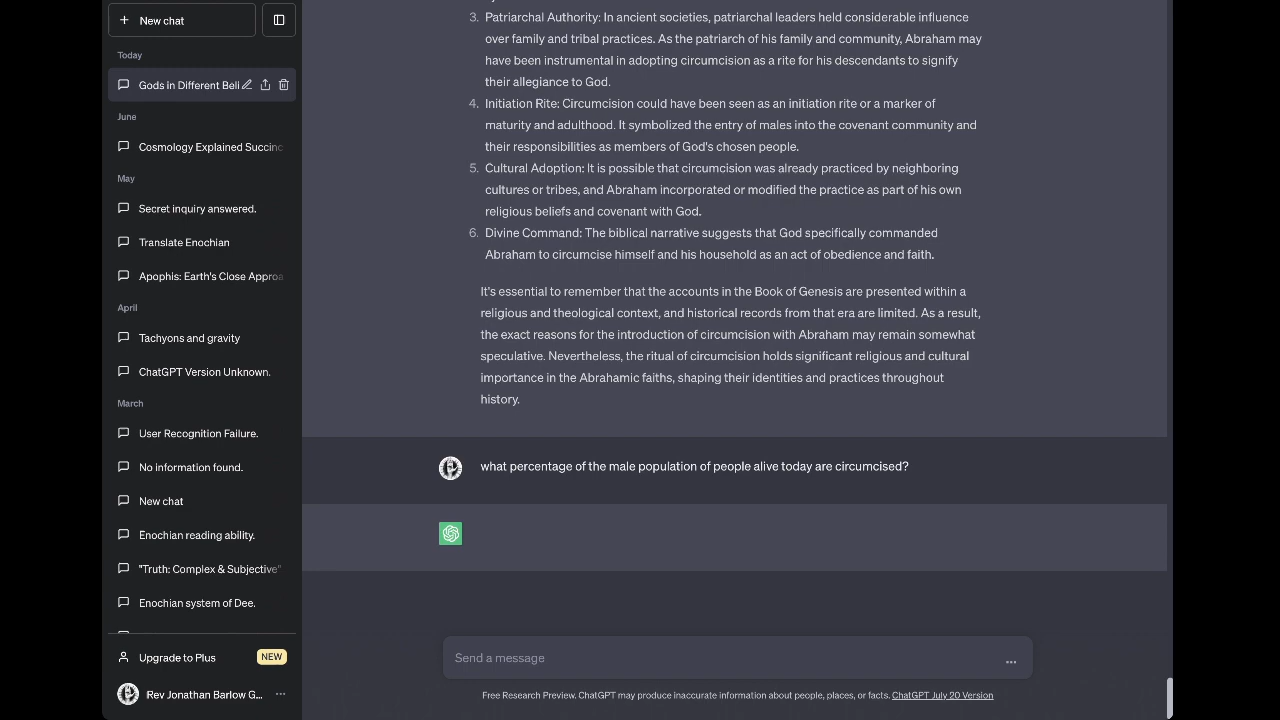 New chat
Today
Gods in Different Beli
June
Cosmology Explained Succinc
May
Secret inquiry answered.
Translate Enochian
Apophis: Earth's Close Approa
April
Tachyons and gravity
ChatGPT Version Unknown.
March
User Recognition Failure.
No information found.
New chat
Enochian reading ability.
"Truth: Complex & Subjective"
Enochian system of Dee.
Upgrade to Plus NEW
Rev Jonathan Barlow G... ...
3. Patriarchal Authority: In ancient societies, patriarchal leaders held considerable influence
over family and tribal practices. As the patriarch of his family and community, Abraham may
have been instrumental in adopting circumcision as a rite for his descendants to signify
their allegiance to God.
4. Initiation Rite: Circumcision could have been seen as an initiation rite or a marker of
maturity and adulthood. It symbolized the entry of males into the covenant community and
their responsibilities as members of God's chosen people.
5. Cultural Adoption: It is possible that circumcision was already practiced by neighboring
cultures or tribes, and Abraham incorporated or modified the practice as part of his own
religious beliefs and covenant with God.
6. Divine Command: The biblical narrative suggests that God specifically commanded
Abraham to circumcise himself and his household as an act of obedience and faith.
It's essential to remember that the accounts in the Book of Genesis are presented within a
religious and theological context, and historical records from that era are limited. As a result,
the exact reasons for the introduction of circumcision with Abraham may remain somewhat
speculative. Nevertheless, the ritual of circumcision holds significant religious and cultural
importance in the Abrahamic faiths, shaping their identities and practices throughout
history.
what percentage of the male population of people alive today are circumcised?
Send a message ...
Free Research Preview. ChatGPT may produce inaccurate information about people, places, or facts. ChatGPT July 20 Version